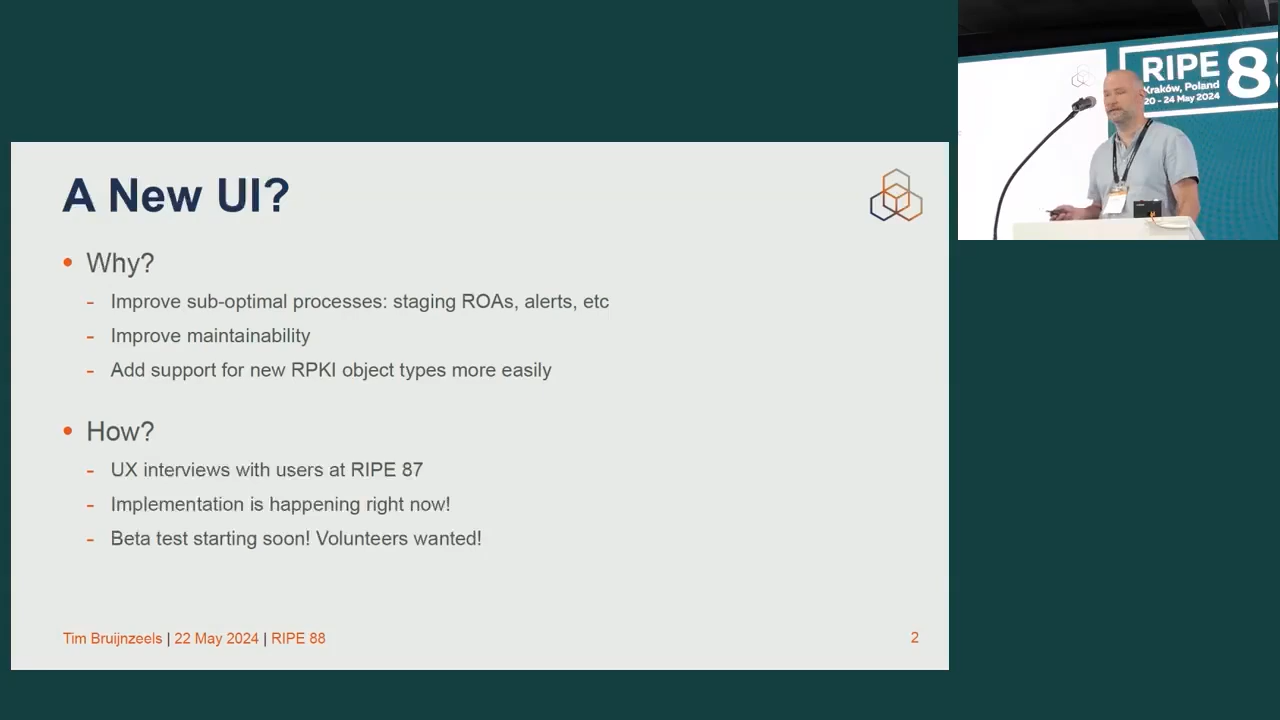 A New UI?
• Why?
- Improve sub-optimal processes: staging ROAs, alerts, etc
- Improve maintainability
- Add support for new RPKI object types more easily
• How?
- UX interviews with users at RIPE 87
- Implementation is happening right now!
- Beta test starting soon! Volunteers wanted!
Tim Bruijnzeels | 22 May 2024 | RIPE 88
2
RIPE 8
Kraków, Poland
20 - 24 May 2024